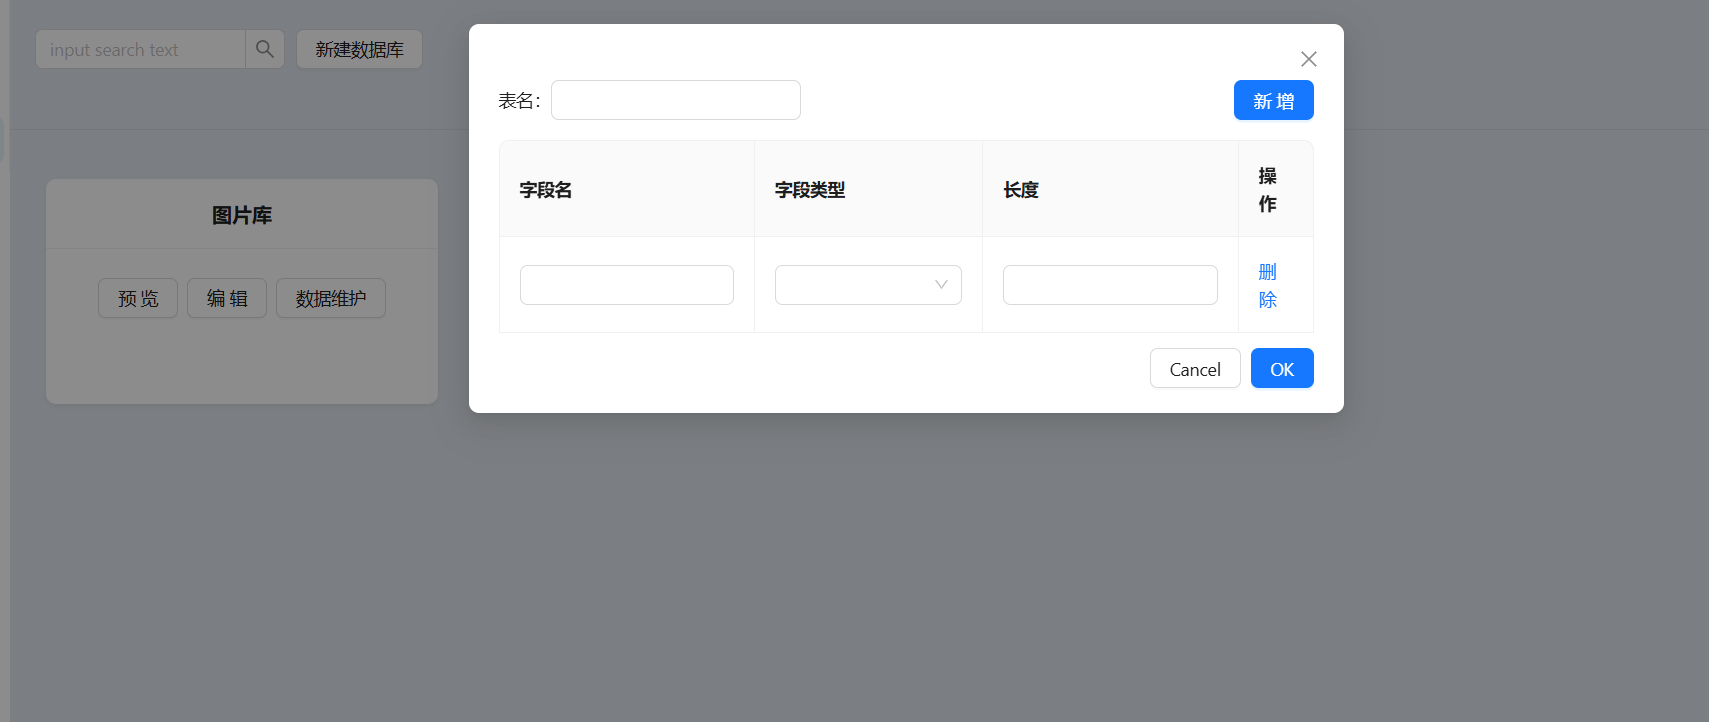 input search text
新建数据库
图片库
预 览
编 辑
数据维护
表名：
新 增
字段名
字段类型
长度
操
作
删
除
Cancel
OK